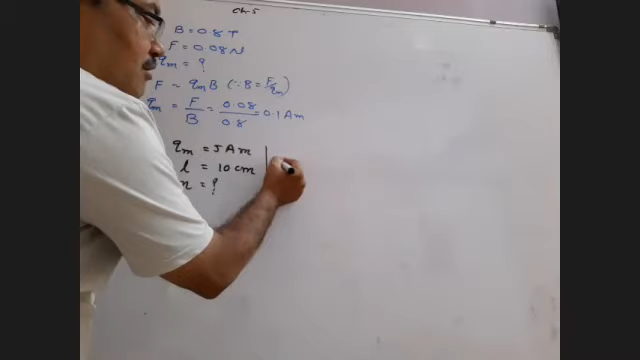 Ch-5
B = 0.8 T
F = 0.08 N
qm = ?
F = qmB (∵ B = F/qm)
qm = F/B = 0.08/0.8 = 0.1 Am
qm = 5 Am
l = 10 cm
m = ?